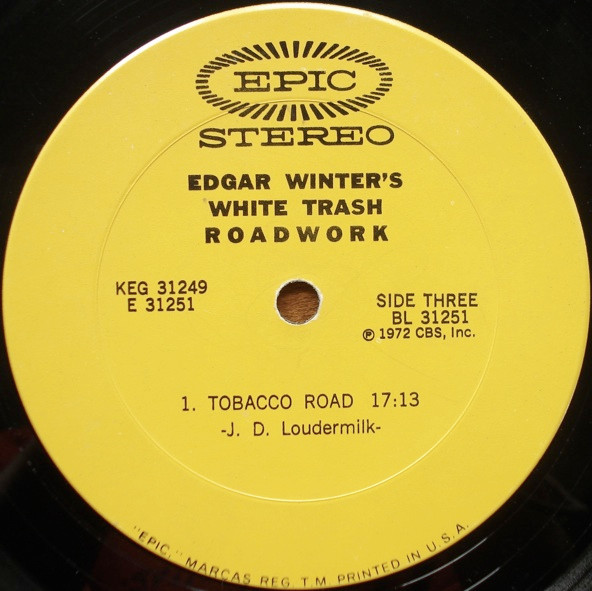 EPIC
STEREO
EDGAR WINTER'S
WHITE TRASH
ROADWORK
KEG 31249
E 31251
SIDE THREE
BL 31251
℗ 1972 CBS, Inc.
1. TOBACCO ROAD 17:13
-J. D. Loudermilk-
"EPIC," MARCAS REG. T.M. PRINTED IN U.S.A.